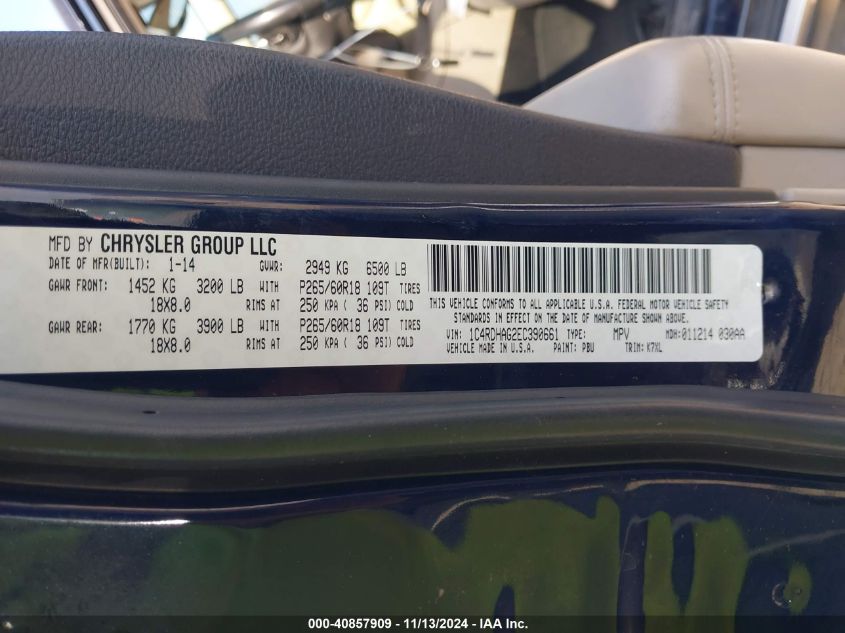 MFD BY CHRYSLER GROUP LLC
DATE OF MFR(BUILT): 1-14 GVWR: 2949 KG 6500 LB
GAWR FRONT: 1452 KG 3200 LB WITH P265/60R18 109T TIRES
18X8.0 RIMS AT 250 KPA ( 36 PSI) COLD
GAWR REAR: 1770 KG 3900 LB WITH P265/60R18 109T TIRES
18X8.0 RIMS AT 250 KPA ( 36 PSI) COLD
THIS VEHICLE CONFORMS TO ALL APPLICABLE U.S.A. FEDERAL MOTOR VEHICLE SAFETY
STANDARDS IN EFFECT ON THE DATE OF MANUFACTURE SHOWN ABOVE.
VIN: 1C4RDHAG2EC390661 TYPE: MPV MDH: 011214 030AA
VEHICLE MADE IN U.S.A. PAINT: PBU TRIM: K7XL
000-40857909 - 11/13/2024 - IAA Inc.